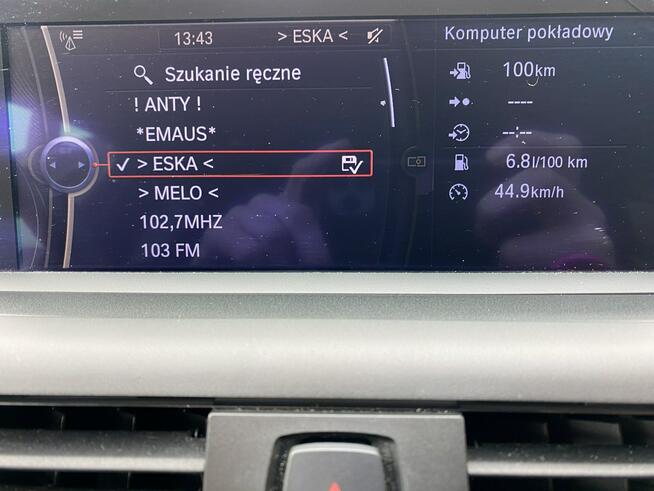 13:43 > ESKA <
Szukanie ręczne
! ANTY !
*EMAUS*
> ESKA <
> MELO <
102,7MHZ
103 FM
Komputer pokładowy
100km
----
--:--
6.8l/100 km
44.9km/h